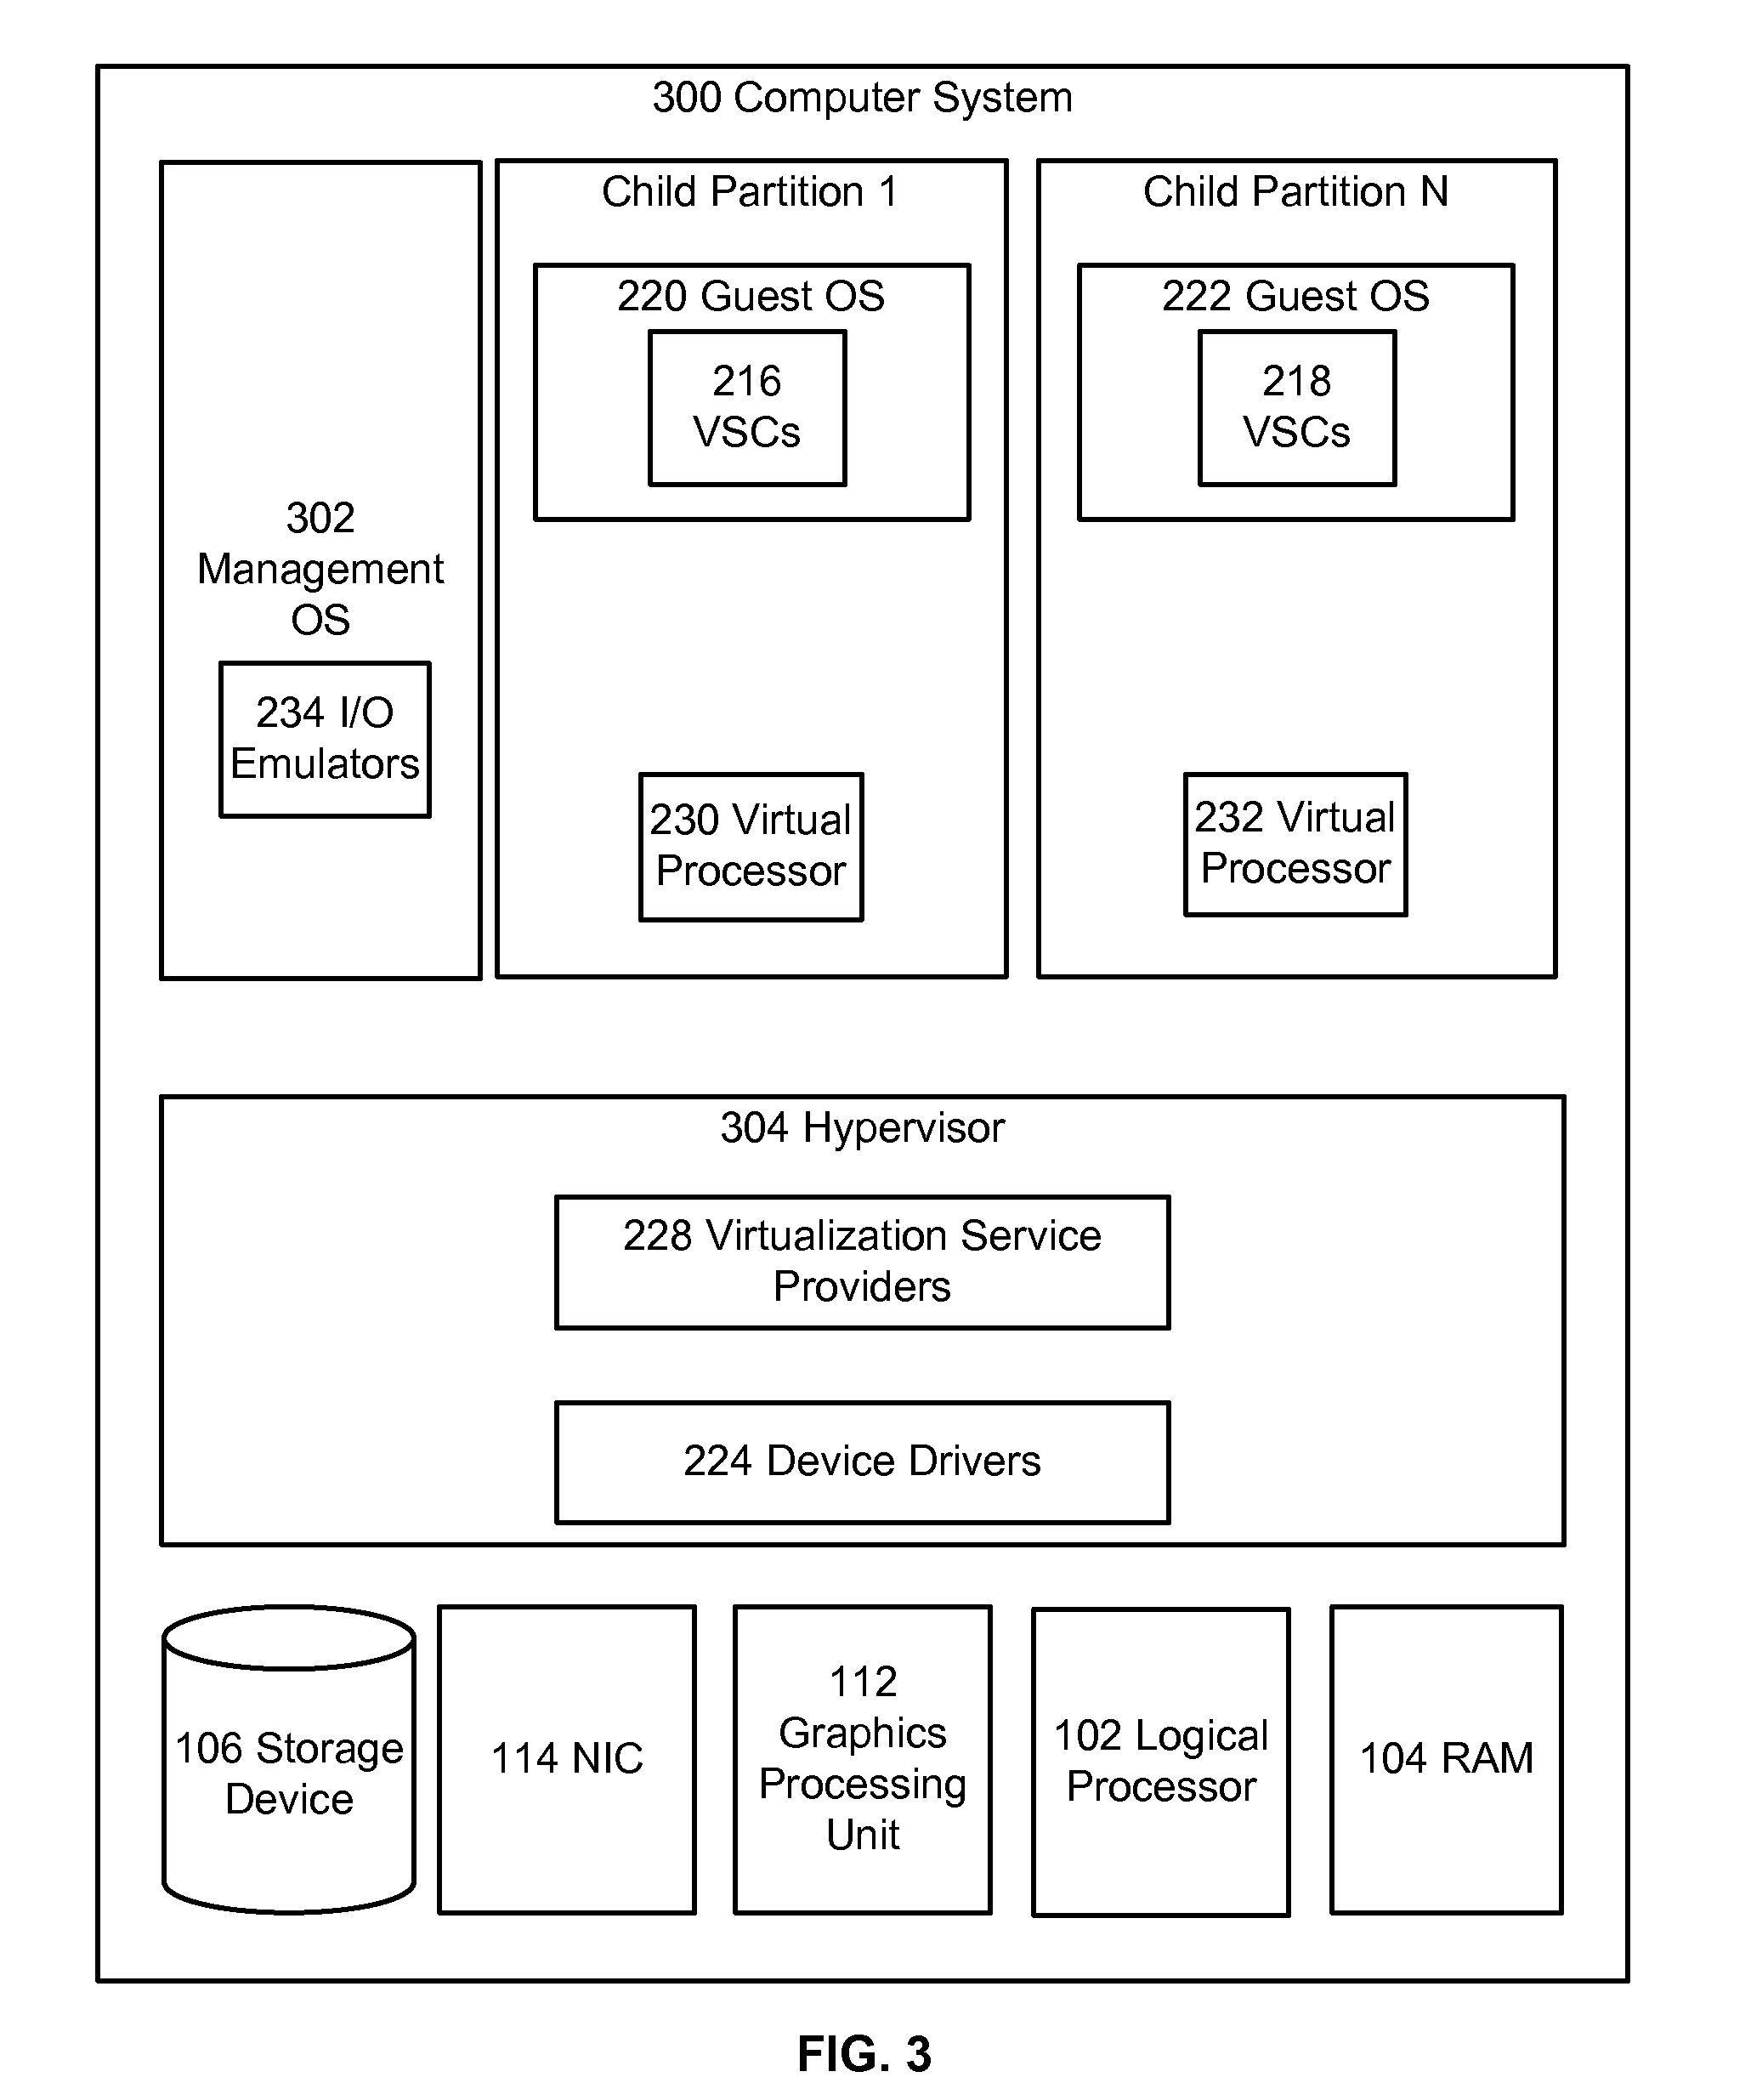 300 Computer System
Child Partition 1
Child Partition N
220 Guest OS
222 Guest OS
216
VSCs
218
VSCs
302
Management
OS
234 I/O
Emulators
230 Virtual
Processor
232 Virtual
Processor
304 Hypervisor
228 Virtualization Service
Providers
224 Device Drivers
106 Storage
Device
114 NIC
112
Graphics
Processing
Unit
102 Logical
Processor
104 RAM
FIG. 3